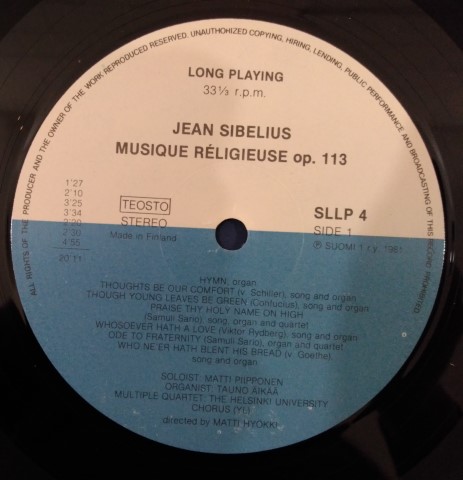 ALL RIGHTS OF THE PRODUCER AND THE OWNER OF THE WORK REPRODUCED RESERVED. UNAUTHORIZED COPYING, HIRING, LENDING, PUBLIC PERFORMANCE AND BROADCASTING OF THIS RECORD PROHIBITED
LONG PLAYING
33⅓ r.p.m.
JEAN SIBELIUS
MUSIQUE RÉLIGIEUSE op. 113
1'27
2'10
3'25
3'34
4'30
4'55
20'11
TEOSTO
STEREO
Made in Finland
SLLP 4
SIDE 1
Ⓟ SUOMI 1 r.y. 1981
HYMN, organ
THOUGHTS BE OUR COMFORT (v. Schiller), song and organ
THOUGH YOUNG LEAVES BE GREEN (Confucius), song and organ
PRAISE THY HOLY NAME ON HIGH
(Samuli Sario), song, organ and quartet
WHOSOEVER HATH A LOVE (Viktor Rydberg), song and organ
ODE TO FRATERNITY (Samuli Sario), organ and quartet
WHO NE'ER HATH BLENT HIS BREAD (v. Goethe),
song and organ
SOLOIST: MATTI PIIPPONEN
ORGANIST: TAUNO ÄIKÄÄ
MULTIPLE QUARTET: THE HELSINKI UNIVERSITY
CHORUS (YL)
directed by MATTI HYÖKKI